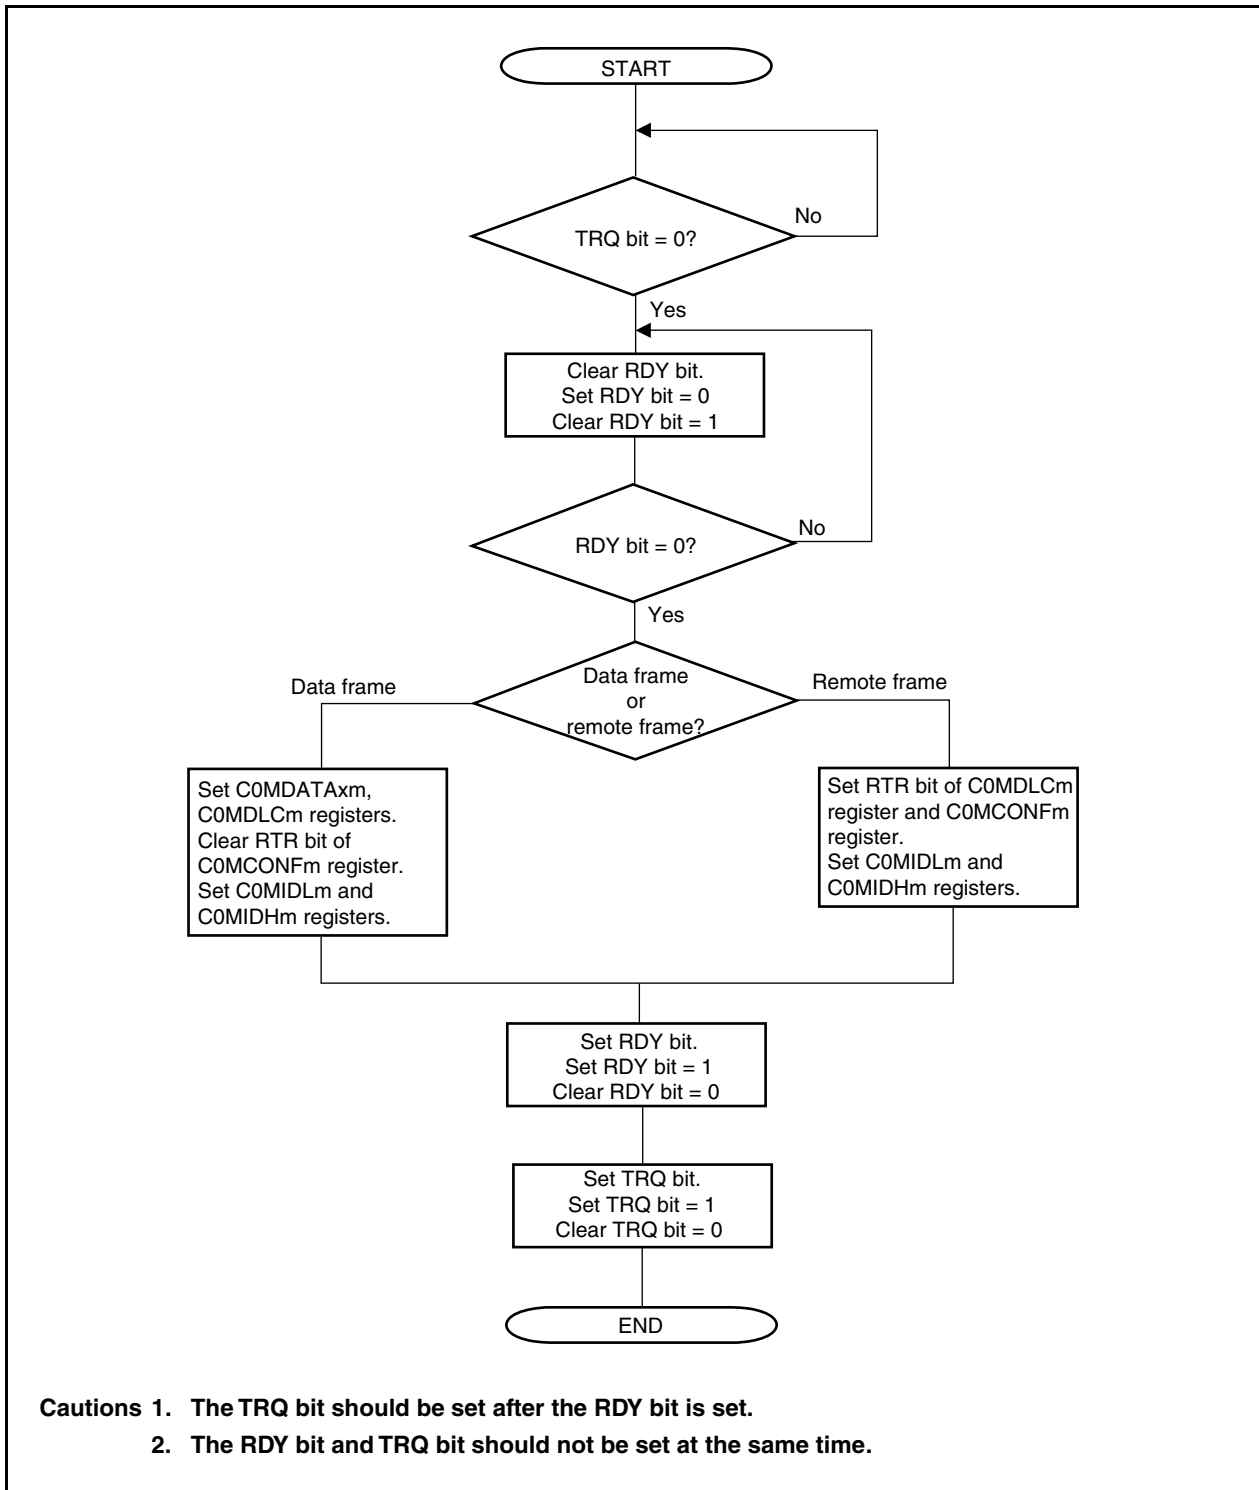 START
TRQ bit = 0?
No
Yes
Clear RDY bit.
Set RDY bit = 0
Clear RDY bit = 1
RDY bit = 0?
No
Yes
Data frame
or
remote frame?
Data frame
Remote frame
Set C0MDATAxm,
C0MDLCm registers.
Clear RTR bit of
C0MCONFm register.
Set C0MIDLm and
C0MIDHm registers.
Set RTR bit of C0MDLCm
register and C0MCONFm
register.
Set C0MIDLm and
C0MIDHm registers.
Set RDY bit.
Set RDY bit = 1
Clear RDY bit = 0
Set TRQ bit.
Set TRQ bit = 1
Clear TRQ bit = 0
END
Cautions 1. The TRQ bit should be set after the RDY bit is set.
2. The RDY bit and TRQ bit should not be set at the same time.